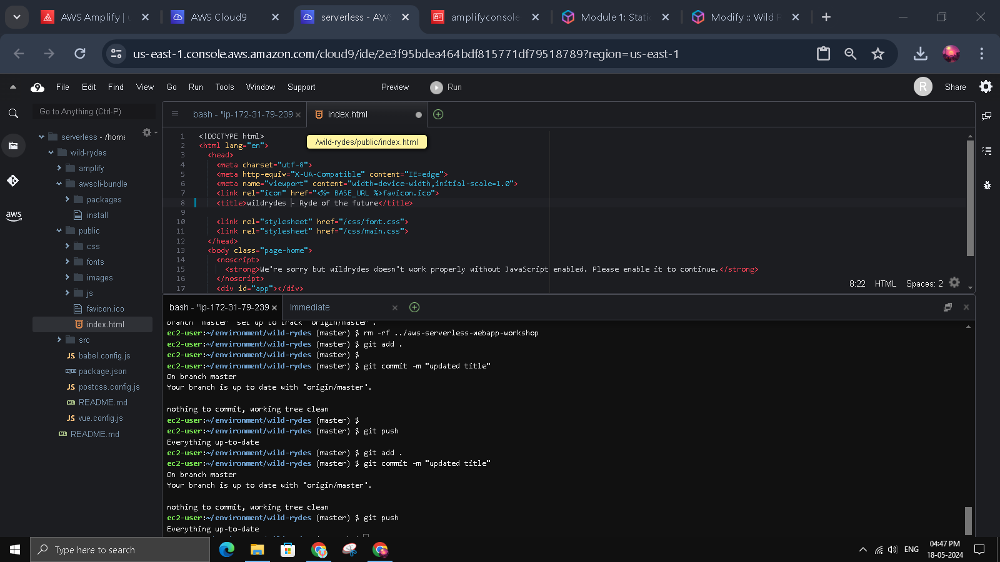 AWS Amplify | u
AWS Cloud9
serverless - AWS
amplifyconsole
Module 1: Stati
Modify :: Wild R
us-east-1.console.aws.amazon.com/cloud9/ide/2e3f95bdea464bdf815771df79518789?region=us-east-1
File Edit Find View Go Run Tools Window Support Preview Run
R Share
Go to Anything (Ctrl-P)
bash - "ip-172-31-79-239
index.html
/wild-rydes/public/index.html
serverless - /home
wild-rydes
amplify
awscli-bundle
packages
install
public
css
fonts
images
js
favicon.ico
index.html
src
babel.config.js
package.json
postcss.config.js
README.md
vue.config.js
README.md
aws
1 <!DOCTYPE html>
2 <html lang="en">
3 <head>
4 <meta charset="utf-8">
5 <meta http-equiv="X-UA-Compatible" content="IE=edge">
6 <meta name="viewport" content="width=device-width,initial-scale=1.0">
7 <link rel="icon" href="<%= BASE_URL %>favicon.ico">
8 <title>wildrydes - Ryde of the future</title>
9
10 <link rel="stylesheet" href="/css/font.css">
11 <link rel="stylesheet" href="/css/main.css">
12 </head>
13 <body class="page-home">
14 <noscript>
15 <strong>We're sorry but wildrydes doesn't work properly without JavaScript enabled. Please enable it to continue.</strong>
16 </noscript>
17 <div id="app"></div>
8:22 HTML Spaces: 2
bash - "ip-172-31-79-239
Immediate
branch 'master' set up to track 'origin/master'.
ec2-user:~/environment/wild-rydes (master) $ rm -rf ../aws-serverless-webapp-workshop
ec2-user:~/environment/wild-rydes (master) $ git add .
ec2-user:~/environment/wild-rydes (master) $
ec2-user:~/environment/wild-rydes (master) $ git commit -m "updated title"
On branch master
Your branch is up to date with 'origin/master'.
nothing to commit, working tree clean
ec2-user:~/environment/wild-rydes (master) $
ec2-user:~/environment/wild-rydes (master) $ git push
Everything up-to-date
ec2-user:~/environment/wild-rydes (master) $ git add .
ec2-user:~/environment/wild-rydes (master) $ git commit -m "updated title"
On branch master
Your branch is up to date with 'origin/master'.
nothing to commit, working tree clean
ec2-user:~/environment/wild-rydes (master) $ git push
Everything up-to-date
Type here to search
ENG
04:47 PM
18-05-2024